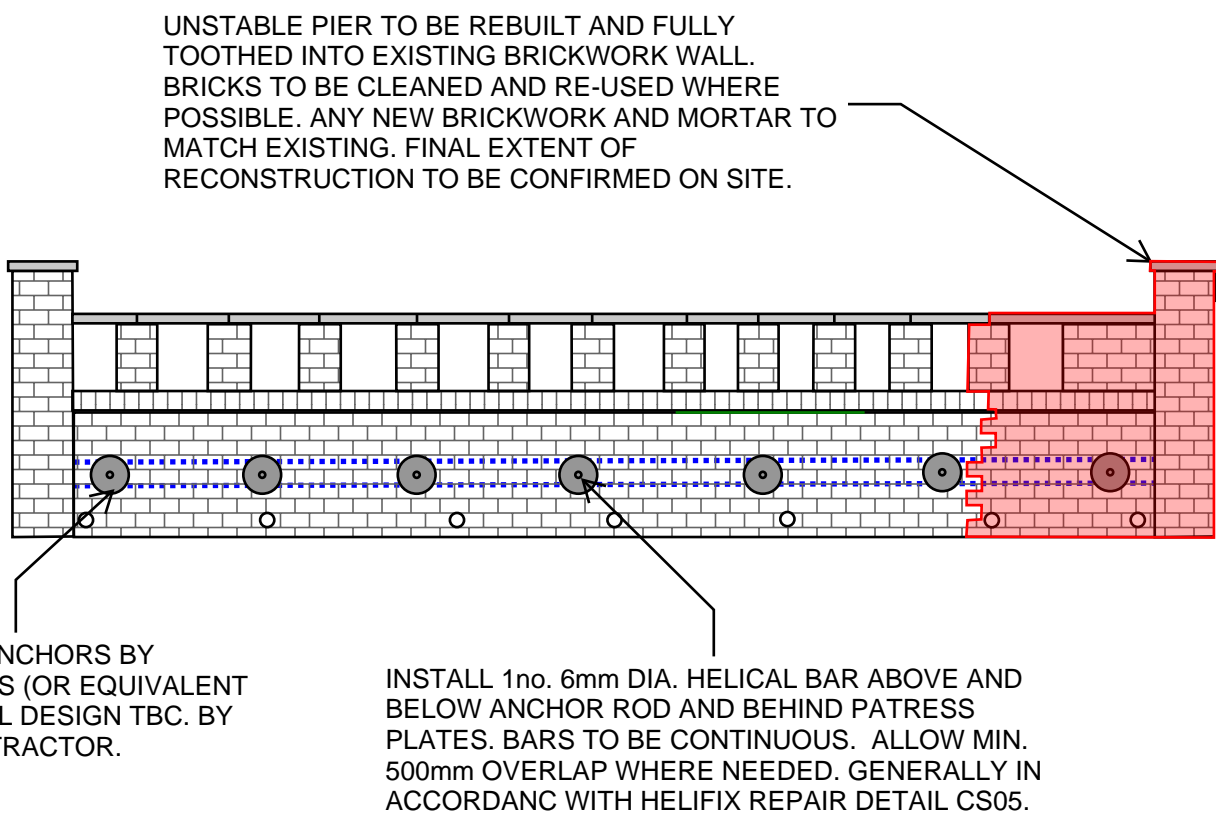 UNSTABLE PIER TO BE REBUILT AND FULLY
TOOTHED INTO EXISTING BRICKWORK WALL.
BRICKS TO BE CLEANED AND RE-USED WHERE
POSSIBLE. ANY NEW BRICKWORK AND MORTAR TO
MATCH EXISTING. FINAL EXTENT OF
RECONSTRUCTION TO BE CONFIRMED ON SITE.
NCHORS BY
S (OR EQUIVALENT
L DESIGN TBC. BY
TRACTOR.
INSTALL 1no. 6mm DIA. HELICAL BAR ABOVE AND
BELOW ANCHOR ROD AND BEHIND PATRESS
PLATES. BARS TO BE CONTINUOUS. ALLOW MIN.
500mm OVERLAP WHERE NEEDED. GENERALLY IN
ACCORDANC WITH HELIFIX REPAIR DETAIL CS05.